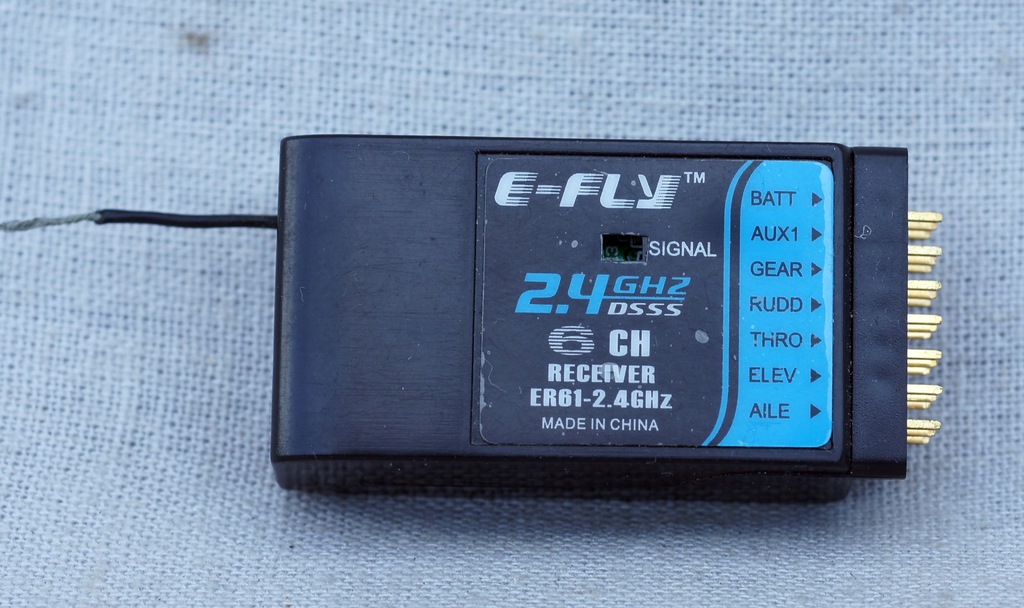 E-FLY™
SIGNAL
2.4GHz
DSSS
6 CH
RECEIVER
ER61-2.4GHz
MADE IN CHINA
BATT
AUX1
GEAR
RUDD
THRO
ELEV
AILE